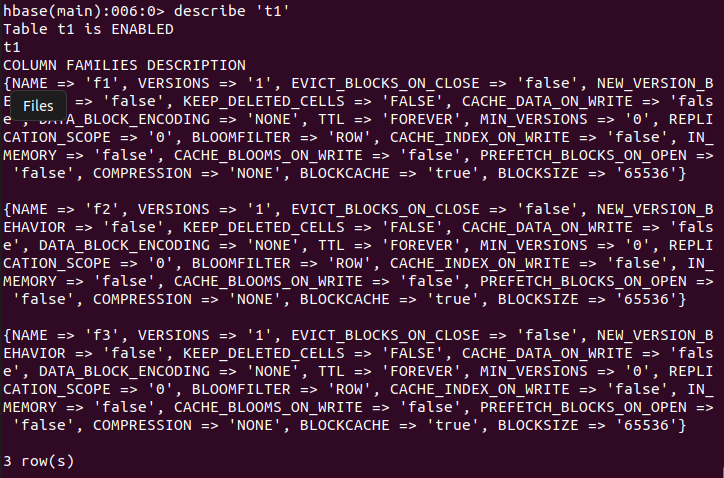 hbase(main):006:0> describe 't1'
Table t1 is ENABLED
t1
COLUMN FAMILIES DESCRIPTION
{NAME => 'f1', VERSIONS => '1', EVICT_BLOCKS_ON_CLOSE => 'false', NEW_VERSION_B
E Files => 'false', KEEP_DELETED_CELLS => 'FALSE', CACHE_DATA_ON_WRITE => 'fals
e', DATA_BLOCK_ENCODING => 'NONE', TTL => 'FOREVER', MIN_VERSIONS => '0', REPLI
CATION_SCOPE => '0', BLOOMFILTER => 'ROW', CACHE_INDEX_ON_WRITE => 'false', IN_
MEMORY => 'false', CACHE_BLOOMS_ON_WRITE => 'false', PREFETCH_BLOCKS_ON_OPEN =>
'false', COMPRESSION => 'NONE', BLOCKCACHE => 'true', BLOCKSIZE => '65536'}
{NAME => 'f2', VERSIONS => '1', EVICT_BLOCKS_ON_CLOSE => 'false', NEW_VERSION_B
EHAVIOR => 'false', KEEP_DELETED_CELLS => 'FALSE', CACHE_DATA_ON_WRITE => 'fals
e', DATA_BLOCK_ENCODING => 'NONE', TTL => 'FOREVER', MIN_VERSIONS => '0', REPLI
CATION_SCOPE => '0', BLOOMFILTER => 'ROW', CACHE_INDEX_ON_WRITE => 'false', IN_
MEMORY => 'false', CACHE_BLOOMS_ON_WRITE => 'false', PREFETCH_BLOCKS_ON_OPEN =>
'false', COMPRESSION => 'NONE', BLOCKCACHE => 'true', BLOCKSIZE => '65536'}
{NAME => 'f3', VERSIONS => '1', EVICT_BLOCKS_ON_CLOSE => 'false', NEW_VERSION_B
EHAVIOR => 'false', KEEP_DELETED_CELLS => 'FALSE', CACHE_DATA_ON_WRITE => 'fals
e', DATA_BLOCK_ENCODING => 'NONE', TTL => 'FOREVER', MIN_VERSIONS => '0', REPLI
CATION_SCOPE => '0', BLOOMFILTER => 'ROW', CACHE_INDEX_ON_WRITE => 'false', IN_
MEMORY => 'false', CACHE_BLOOMS_ON_WRITE => 'false', PREFETCH_BLOCKS_ON_OPEN =>
'false', COMPRESSION => 'NONE', BLOCKCACHE => 'true', BLOCKSIZE => '65536'}
3 row(s)